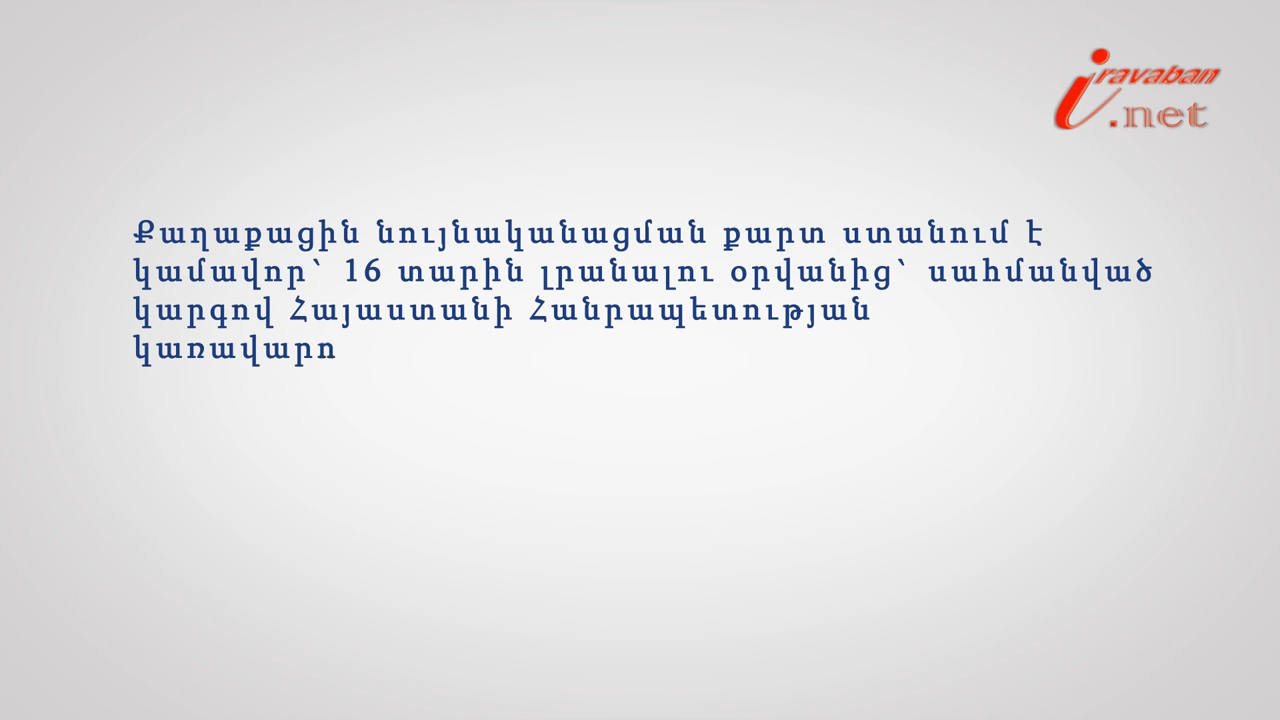 iravaban
.net
Քաղաքացին նույնականացման քարտ ստանում է
կամավոր՝ 16 տարին լրանալու օրվանից՝ սահմանված
կարգով Հայաստանի Հանրապետության
կառավարո